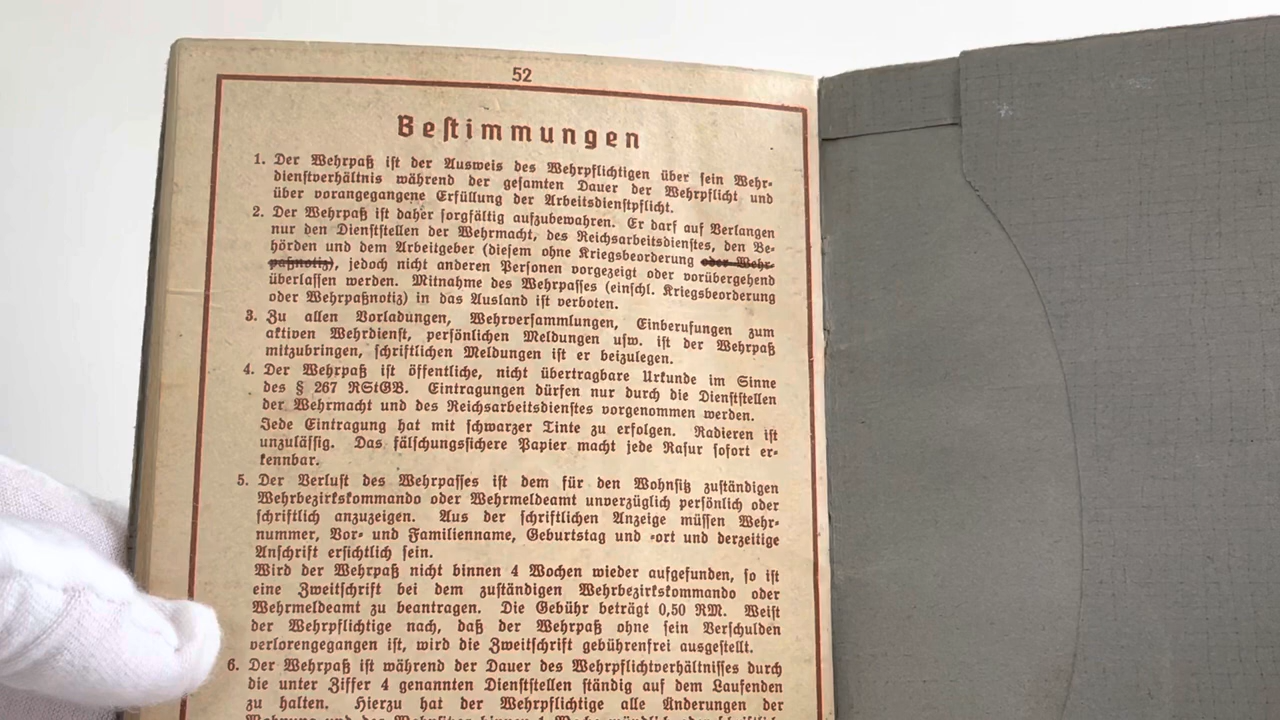 52
Bestimmungen
1. Der Wehrpaß ist der Ausweis des Wehrpflichtigen über sein Wehr-
dienstverhältnis während der gesamten Dauer der Wehrpflicht und
über vorangegangene Erfüllung der Arbeitsdienstpflicht.
2. Der Wehrpaß ist daher sorgfältig aufzubewahren. Er darf auf Verlangen
nur den Dienststellen der Wehrmacht, des Reichsarbeitsdienstes, den Be-
hörden und dem Arbeitgeber (diesem ohne Kriegsbeorderung oder Wehr-
paßnotiz), jedoch nicht anderen Personen vorgezeigt oder vorübergehend
überlassen werden. Mitnahme des Wehrpasses (einschl. Kriegsbeorderung
oder Wehrpaßnotiz) in das Ausland ist verboten.
3. Zu allen Vorladungen, Wehrversammlungen, Einberufungen zum
aktiven Wehrdienst, persönlichen Meldungen usw. ist der Wehrpaß
mitzubringen, schriftlichen Meldungen ist er beizulegen.
4. Der Wehrpaß ist öffentliche, nicht übertragbare Urkunde im Sinne
des § 267 RStGB. Eintragungen dürfen nur durch die Dienststellen
der Wehrmacht und des Reichsarbeitsdienstes vorgenommen werden.
Jede Eintragung hat mit schwarzer Tinte zu erfolgen. Radieren ist
unzulässig. Das fälschungssichere Papier macht jede Rasur sofort er-
kennbar.
5. Der Verlust des Wehrpasses ist dem für den Wohnsitz zuständigen
Wehrbezirkskommando oder Wehrmeldeamt unverzüglich persönlich oder
schriftlich anzuzeigen. Aus der schriftlichen Anzeige müssen Wehr-
nummer, Vor- und Familienname, Geburtstag und -ort und derzeitige
Anschrift ersichtlich sein.
Wird der Wehrpaß nicht binnen 4 Wochen wieder aufgefunden, so ist
eine Zweitschrift bei dem zuständigen Wehrbezirkskommando oder
Wehrmeldeamt zu beantragen. Die Gebühr beträgt 0,50 RM. Weist
der Wehrpflichtige nach, daß der Wehrpaß ohne sein Verschulden
verlorengegangen ist, wird die Zweitschrift gebührenfrei ausgestellt.
6. Der Wehrpaß ist während der Dauer des Wehrpflichtverhältnisses durch
die unter Ziffer 4 genannten Dienststellen ständig auf dem Laufenden
zu halten. Hierzu hat der Wehrpflichtige alle Änderungen der